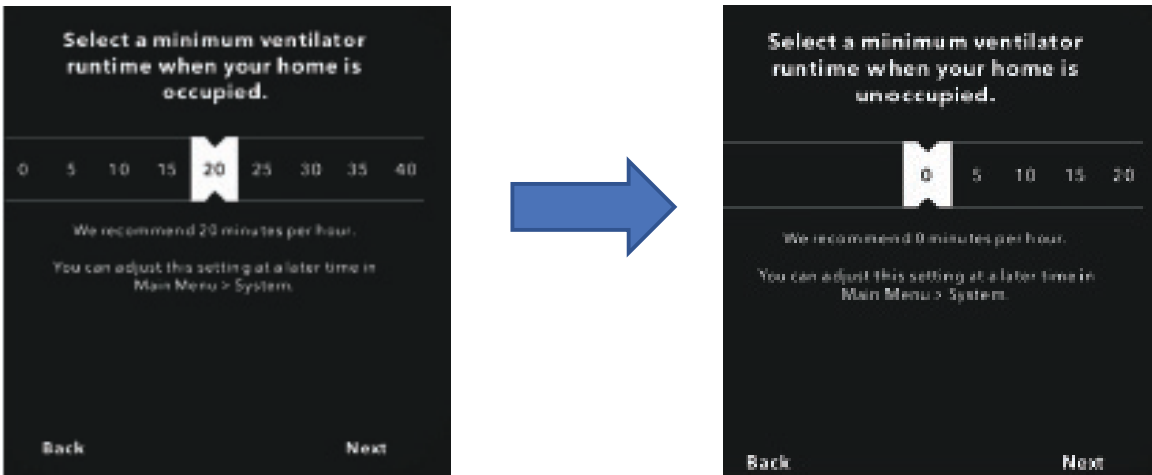 Select a minimum ventilator
runtime when your home is
occupied.
0 5 10 15 20 25 30 35 40
We recommend 20 minutes per hour.
You can adjust this setting at a later time in
Main Menu > System.
Back Next
Select a minimum ventilator
runtime when your home is
unoccupied.
0 5 10 15 20
We recommend 0 minutes per hour.
You can adjust this setting at a later time in
Main Menu > System.
Back Next